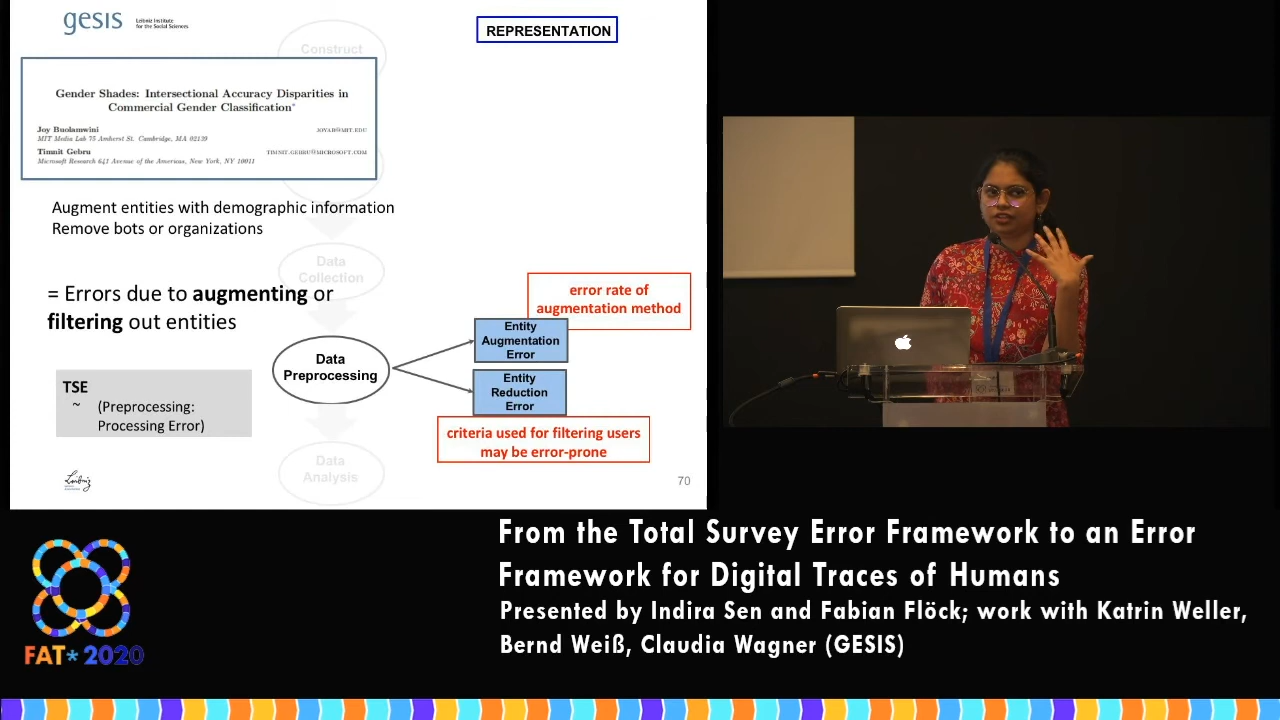 gesis
Leibniz Institute
for the Social Sciences
REPRESENTATION
Construct
Gender Shades: Intersectional Accuracy Disparities in
Commercial Gender Classification*
Joy Buolamwini
JOYAB@MIT.EDU
MIT Media Lab 75 Amherst St. Cambridge, MA 02139
Timnit Gebru
TIMNIT.GEBRU@MICROSOFT.COM
Microsoft Research 641 Avenue of the Americas, New York, NY 10011
Augment entities with demographic information
Remove bots or organizations
Data
Collection
= Errors due to augmenting or
filtering out entities
error rate of
augmentation method
Entity
Augmentation
Error
Data
Preprocessing
Entity
Reduction
Error
TSE
~ (Preprocessing:
Processing Error)
criteria used for filtering users
may be error-prone
Data
Analysis
Leibniz
70
From the Total Survey Error Framework to an Error
Framework for Digital Traces of Humans
Presented by Indira Sen and Fabian Flöck; work with Katrin Weller,
Bernd Weiß, Claudia Wagner (GESIS)
FAT* 2020